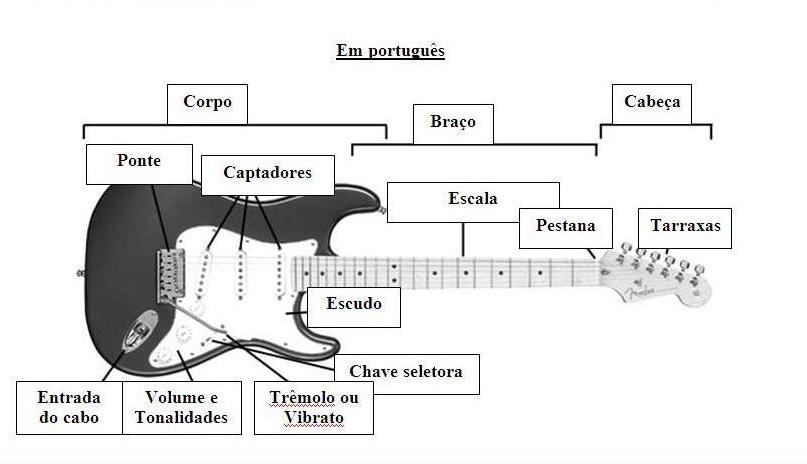 Em português
Corpo
Braço
Cabeça
Ponte
Captadores
Escala
Pestana
Tarraxas
Escudo
Chave seletora
Entrada
do cabo
Volume e
Tonalidades
Trêmolo ou
Vibrato
Fender